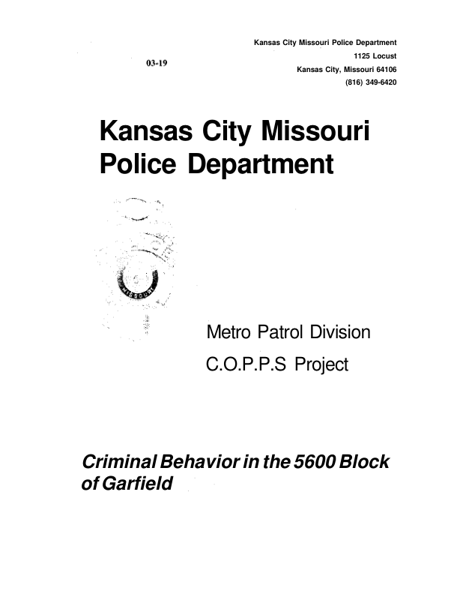 Kansas City Missouri Police Department
1125 Locust
03-19
Kansas City, Missouri 64106
(816) 349-6420
Kansas City Missouri
Police Department
MISSOURI
Metro Patrol Division
C.O.P.P.S Project
Criminal Behavior in the 5600 Block
of Garfield